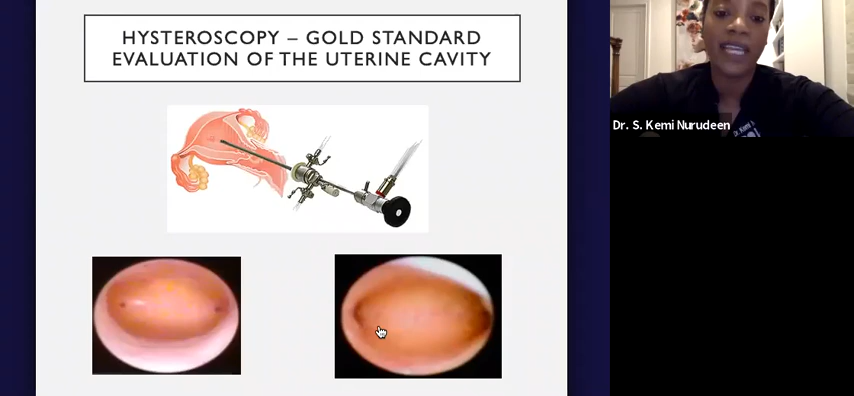 HYSTEROSCOPY – GOLD STANDARD
EVALUATION OF THE UTERINE CAVITY
Dr. S. Kemi Nurudeen